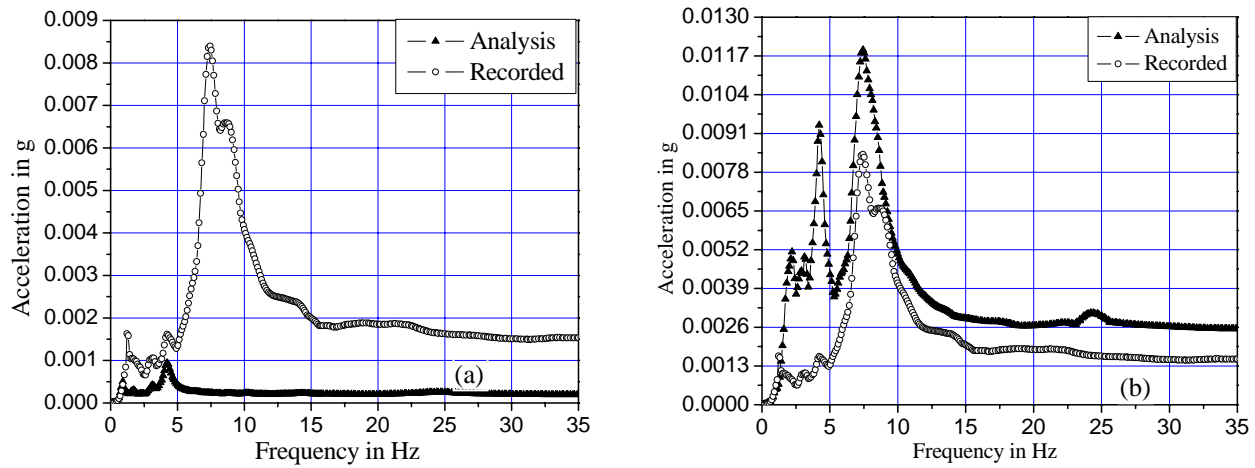 0.009
0.008
0.007
0.006
0.005
0.004
0.003
0.002
0.001
0.000
Acceleration in g
Analysis
Recorded
(a)
0 5 10 15 20 25 30 35
Frequency in Hz
0.0130
0.0117
0.0104
0.0091
0.0078
0.0065
0.0052
0.0039
0.0026
0.0013
0.0000
Acceleration in g
Analysis
Recorded
(b)
0 5 10 15 20 25 30 35
Frequency in Hz